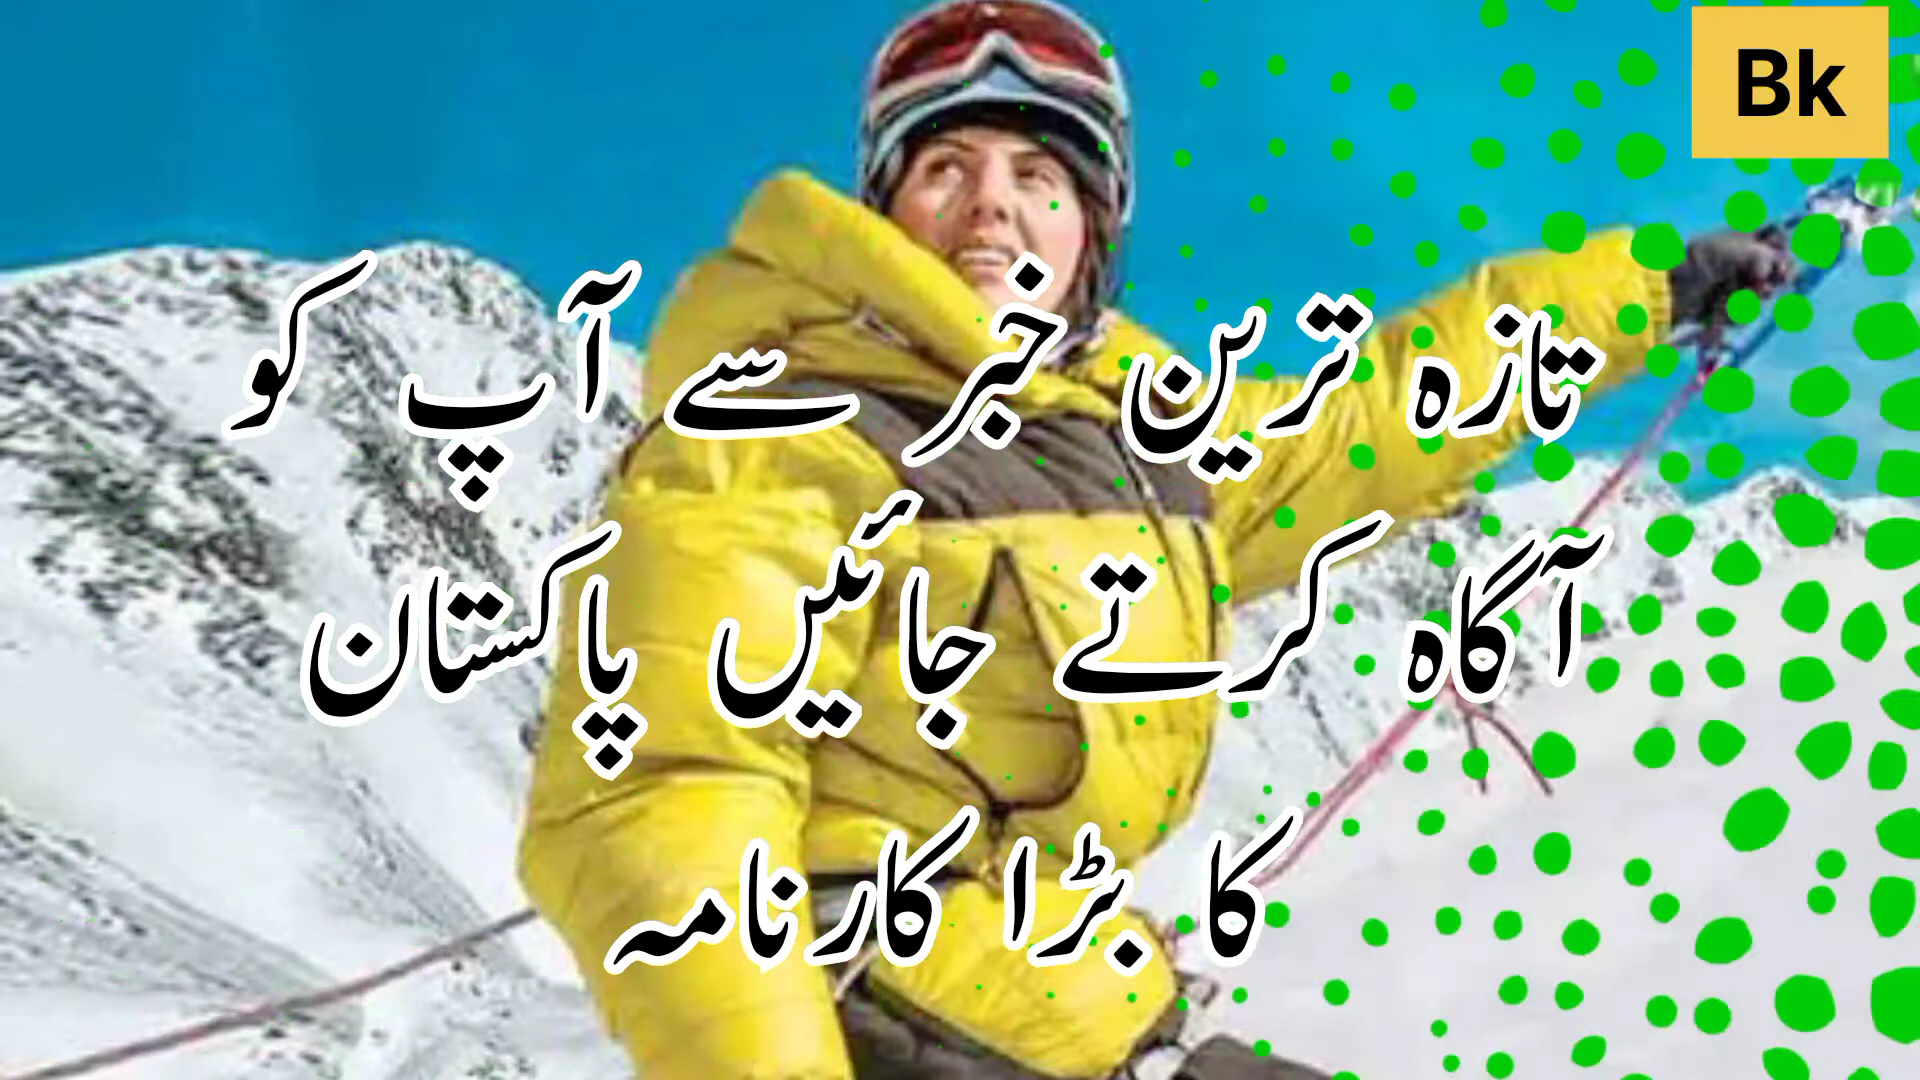 Bk
تازہ ترین خبر سے آپ کو
آگاہ کرتے جائیں پاکستان
کا بڑا کارنامہ